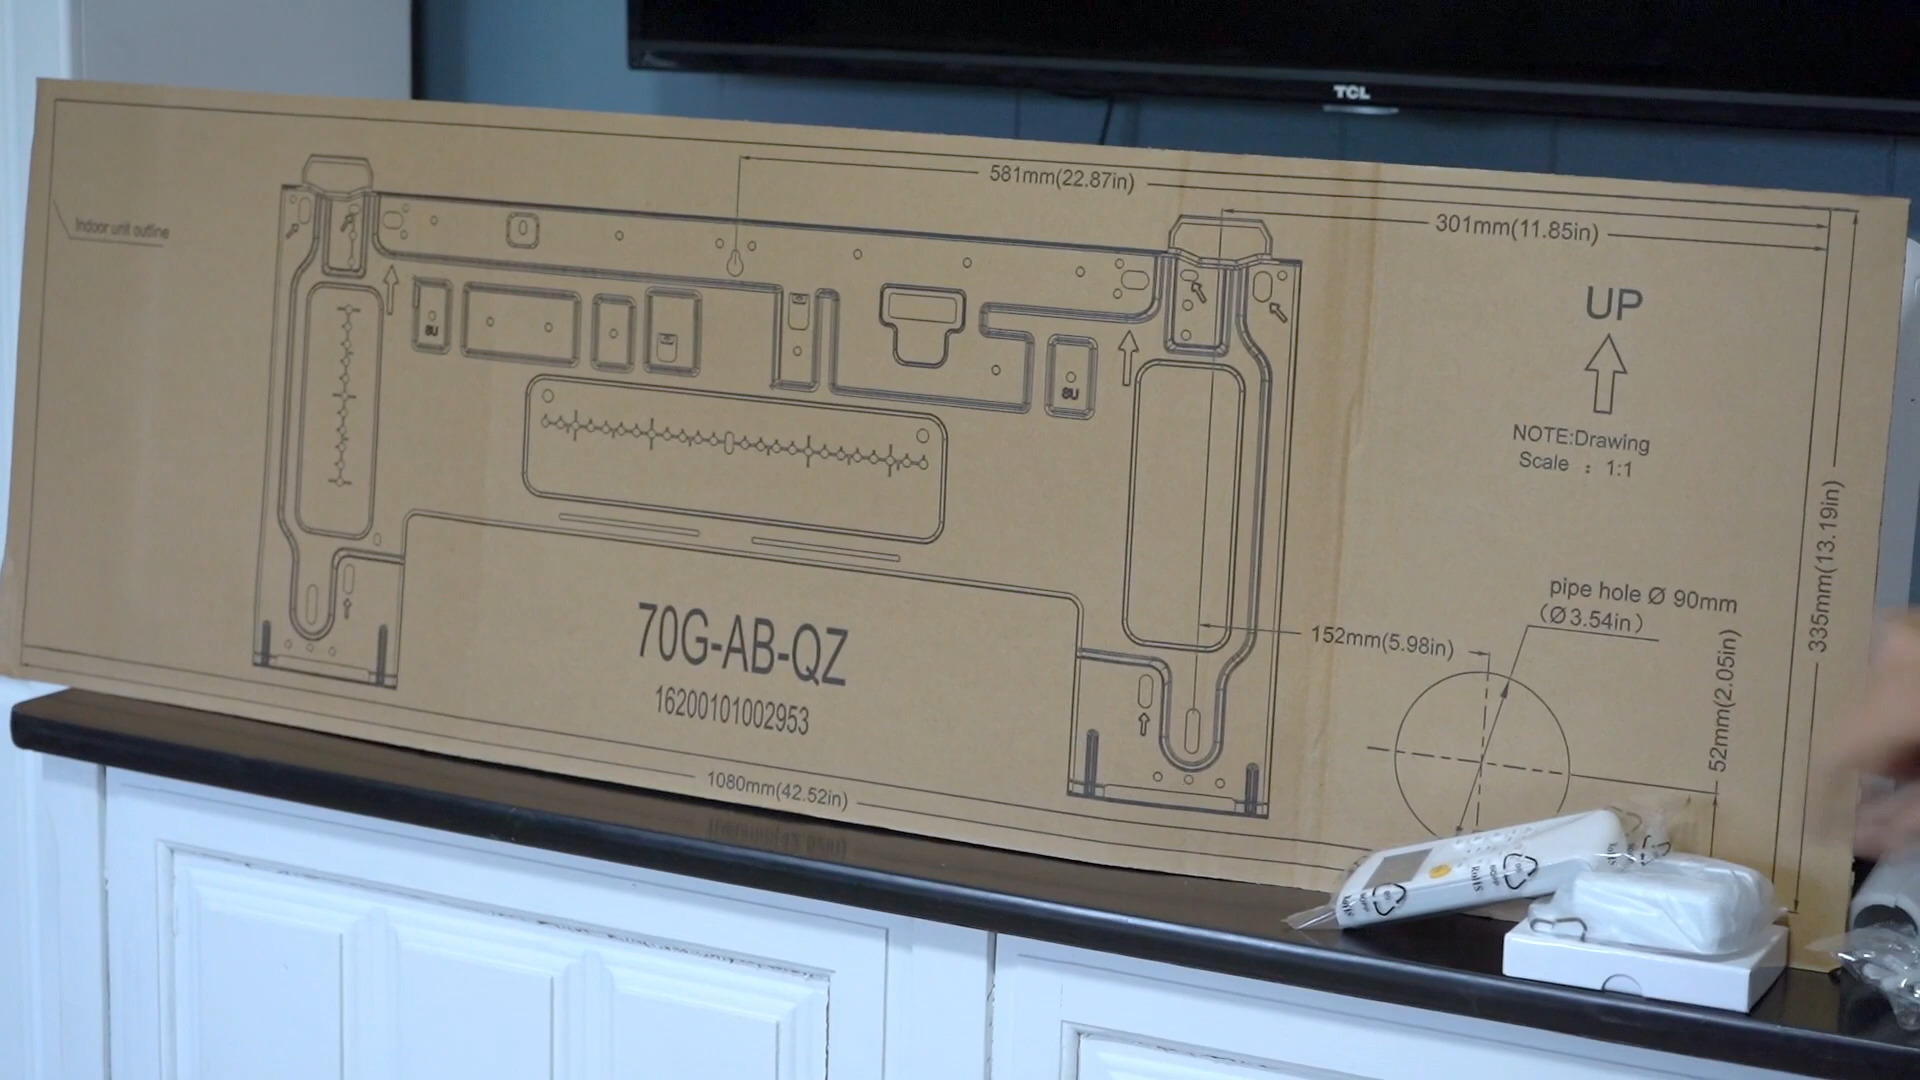 TCL
581mm(22.87in)
301mm(11.85in)
Indoor unit outline
UP
NOTE:Drawing
Scale : 1:1
335mm(13.19in)
pipe hole Ø 90mm
(Ø3.54in)
152mm(5.98in)
52mm(2.05in)
70G-AB-QZ
16200101002953
1080mm(42.52in)
RoHS